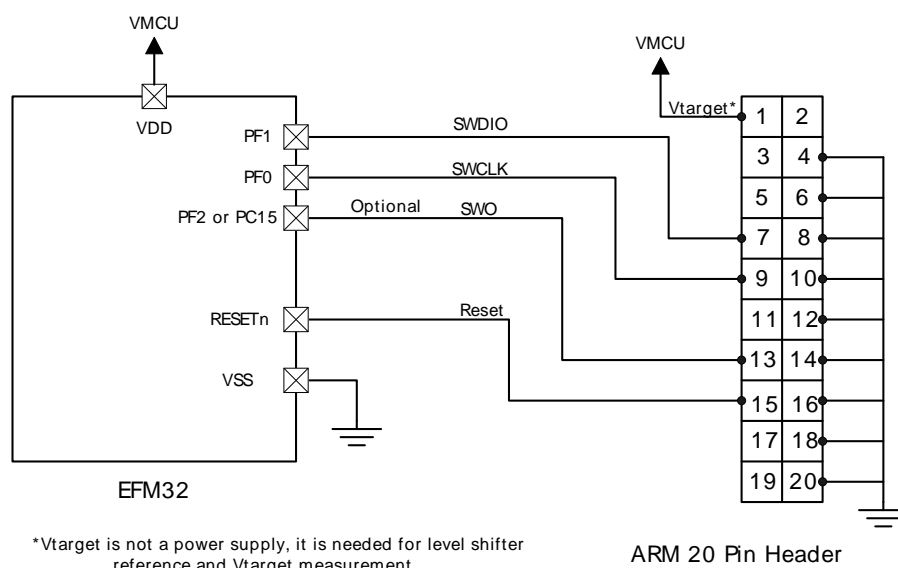 VMCU
VMCU
VDD
Vtarget*
1 2
PF1
SWDIO
3 4
PF0
SWCLK
5 6
PF2 or PC15
Optional
SWO
7 8
9 10
RESETn
Reset
11 12
13 14
VSS
15 16
17 18
19 20
EFM32
*Vtarget is not a power supply, it is needed for level shifter
reference and Vtarget measurement
ARM 20 Pin Header